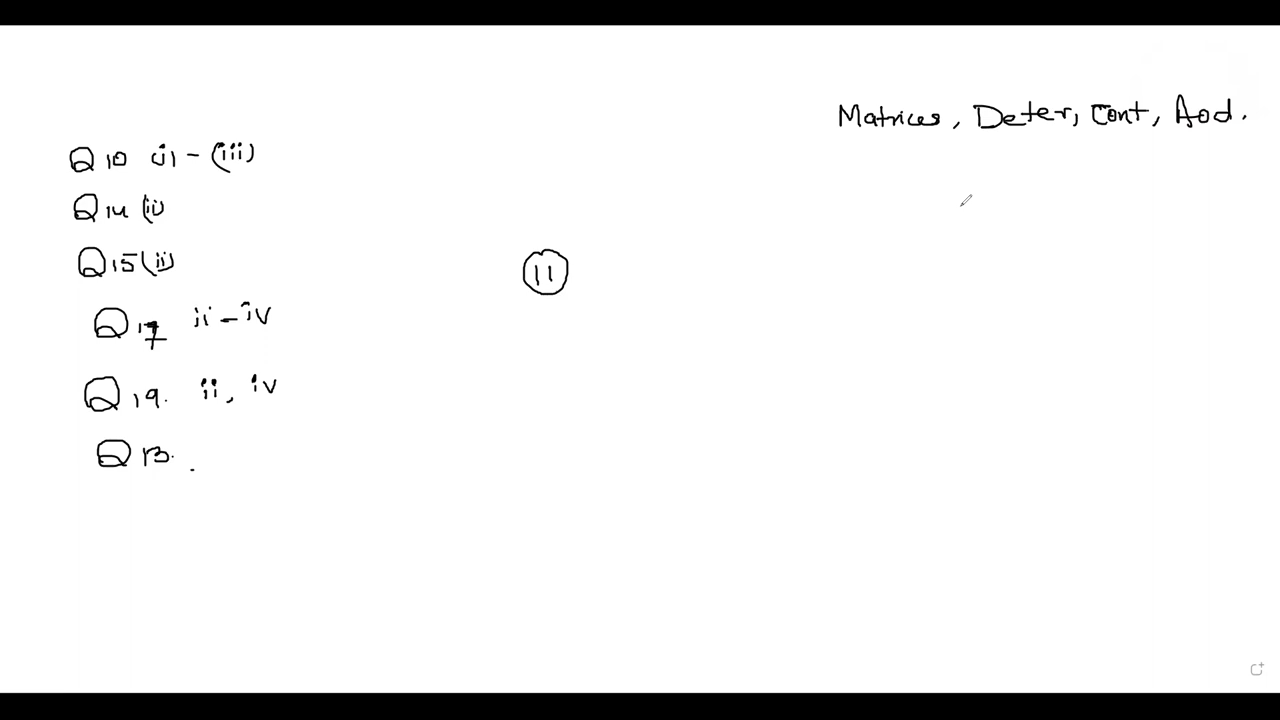 Matrices, Deter, Cont, Aod.
Q10 (i) - (iii)
Q14 (ii)
Q15 (ii)
11
Q17 ii - iv
Q19. ii, iv
Q13.